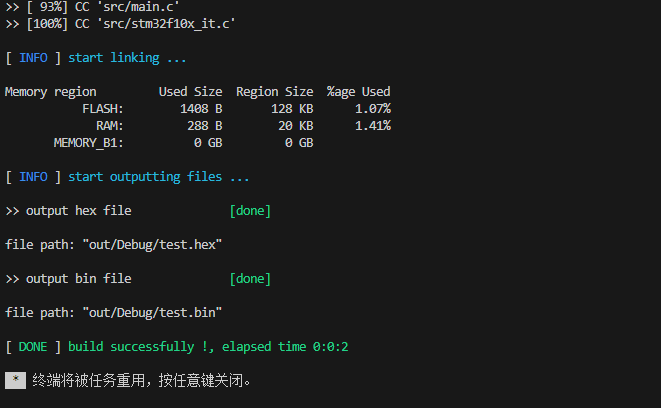 >> [ 93%] CC 'src/main.c'
>> [100%] CC 'src/stm32f10x_it.c'
[ INFO ] start linking ...
Memory region         Used Size  Region Size  %age Used
           FLASH:        1408 B       128 KB      1.07%
             RAM:         288 B        20 KB      1.41%
       MEMORY_B1:          0 GB         0 GB
[ INFO ] start outputting files ...
>> output hex file                [done]
file path: "out/Debug/test.hex"
>> output bin file                [done]
file path: "out/Debug/test.bin"
[ DONE ] build successfully !, elapsed time 0:0:2
* 终端将被任务重用，按任意键关闭。